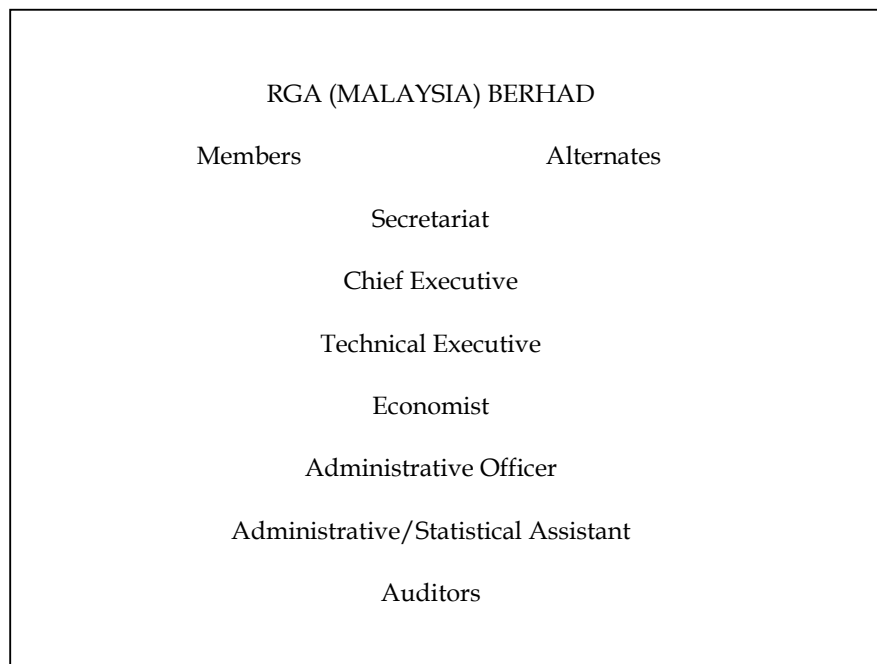 RGA (MALAYSIA) BERHAD
Members Alternates
Secretariat
Chief Executive
Technical Executive
Economist
Administrative Officer
Administrative/Statistical Assistant
Auditors